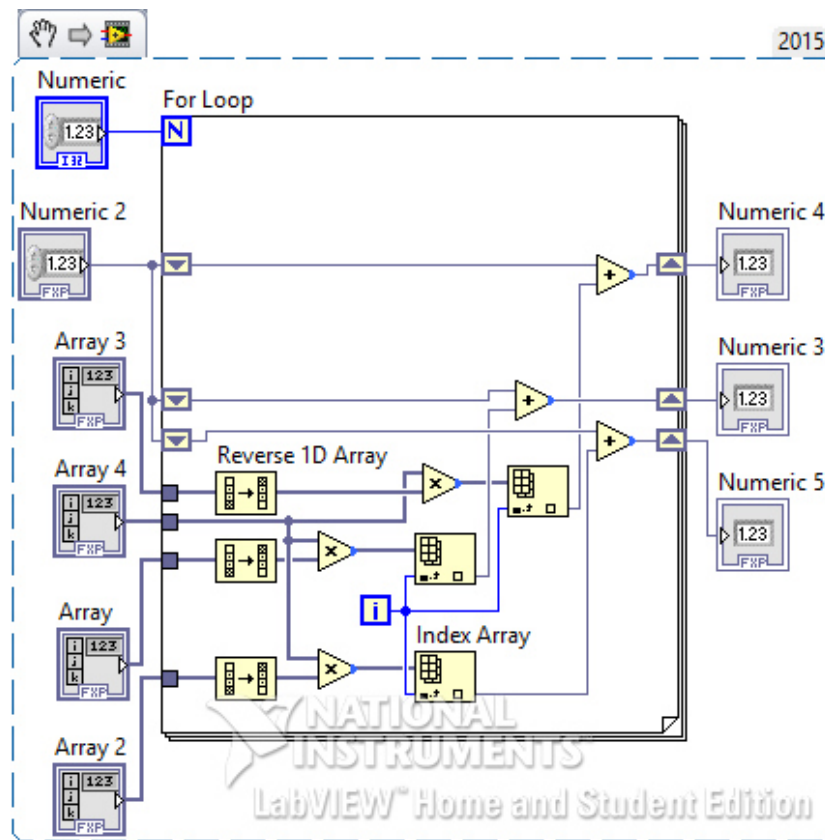 2015
Numeric
For Loop
1.23
N
I32
Numeric 2
Numeric 4
1.23
+
1.23
FXP
FXP
Array 3
Numeric 3
i 123
j
k
+
1.23
FXP
FXP
+
Array 4
Reverse 1D Array
Numeric 5
i 123
j
k
×
1.23
FXP
×
FXP
Array
i
i 123
j
k
Index Array
FXP
×
NATIONAL
INSTRUMENTS™
Array 2
i 123
j
k
LabVIEW™ Home and Student Edition
FXP